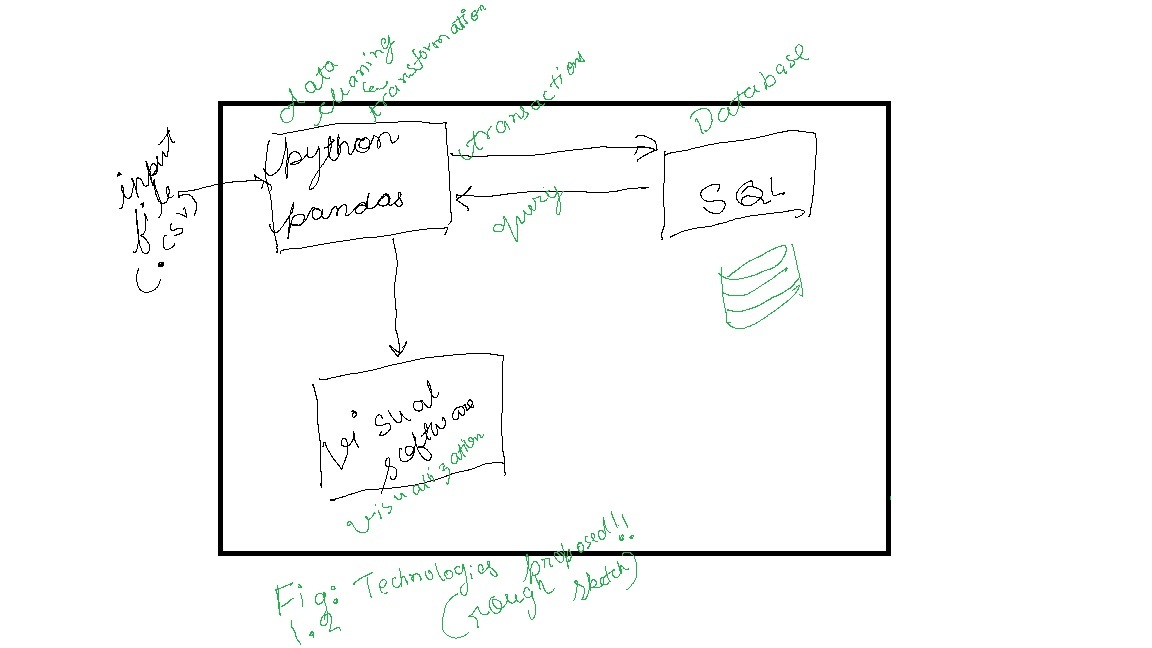 data
cleaning
&
transformation
transactions
Database
input
file
(.csv)
python
pandas
SQL
query
visual
software
visualization
Fig: Technologies proposed!!
1.2 (rough sketch)